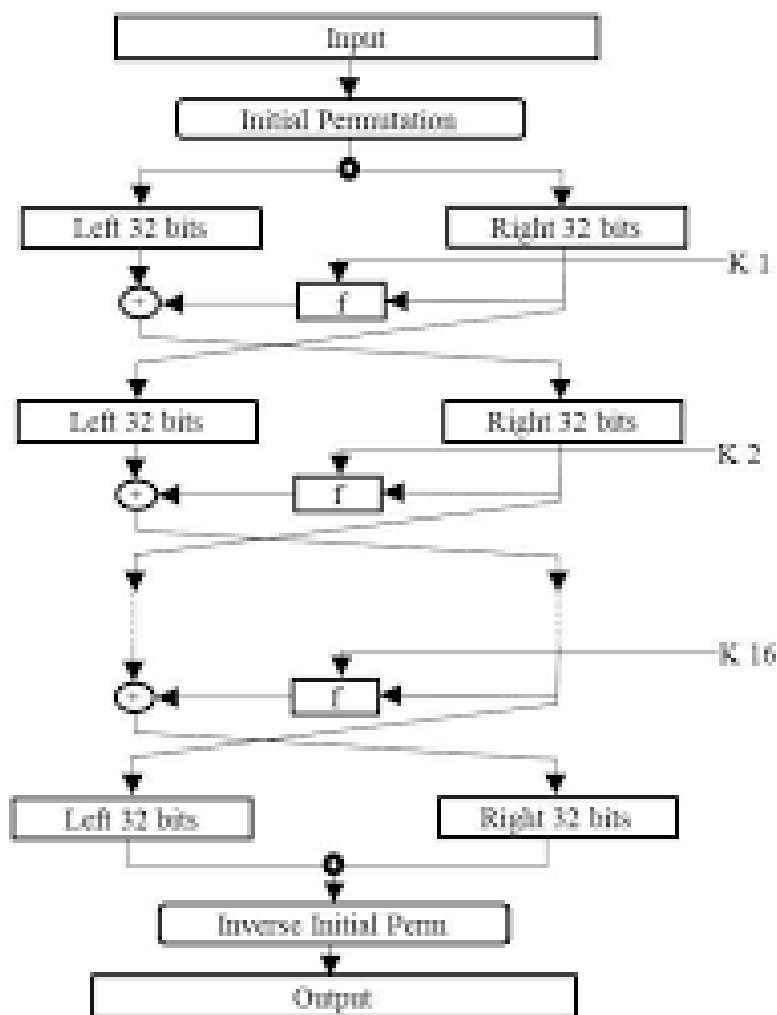 Input
Initial Permutation
Left 32 bits
Right 32 bits
K 1
+
f
Left 32 bits
Right 32 bits
K 2
+
f
K 16
+
f
Left 32 bits
Right 32 bits
Inverse Initial Perm
Output